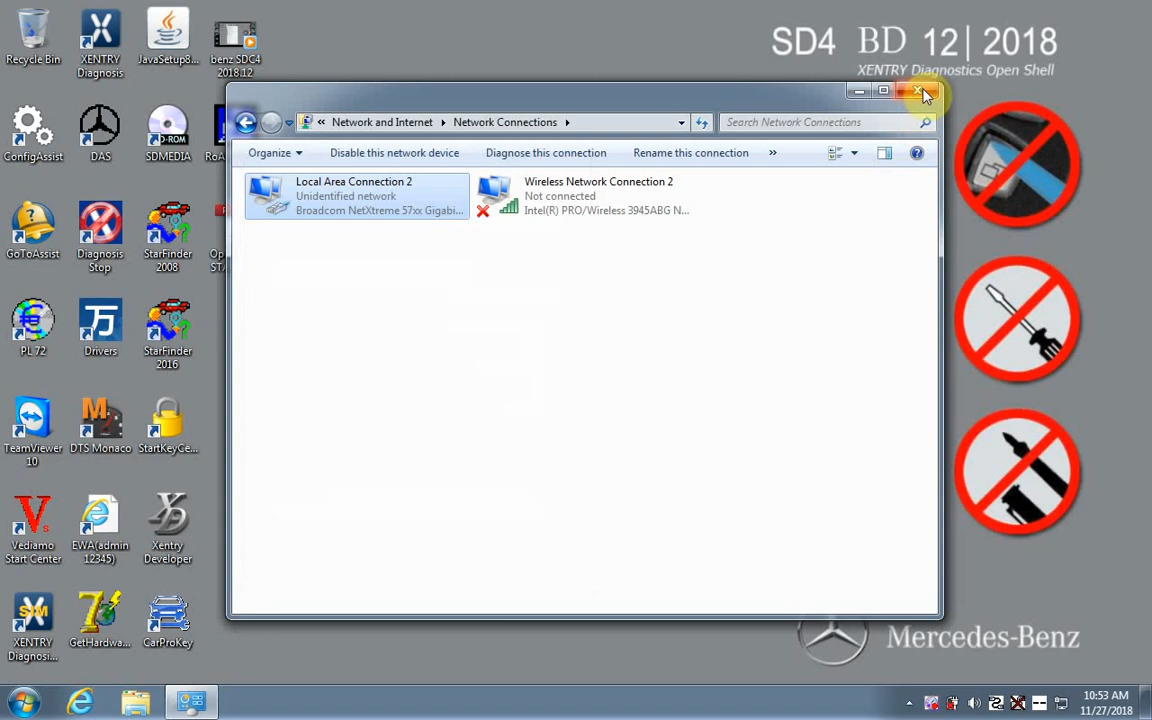 SD4 BD 12| 2018
XENTRY Diagnostics Open Shell
Recycle Bin
XENTRY
Diagnosis
JavaSetup8...
benz SDC4
2018.12
ConfigAssist
DAS
SDMEDIA
GoToAssist
Diagnosis
Stop
StarFinder
2008
PL 72
Drivers
万
StarFinder
2016
TeamViewer
10
DTS Monaco
StartKeyCe...
Vediamo
Start Center
EWA(admin
12345)
Xentry
Developer
SIM
XENTRY
Diagnosi...
GetHardwa...
CarProKey
« Network and Internet Network Connections
Search Network Connections
Organize
Disable this network device
Diagnose this connection
Rename this connection
»
Local Area Connection 2
Unidentified network
Broadcom NetXtreme 57xx Gigabi...
Wireless Network Connection 2
Not connected
Intel(R) PRO/Wireless 3945ABG N...
Mercedes-Benz
10:53 AM
11/27/2018